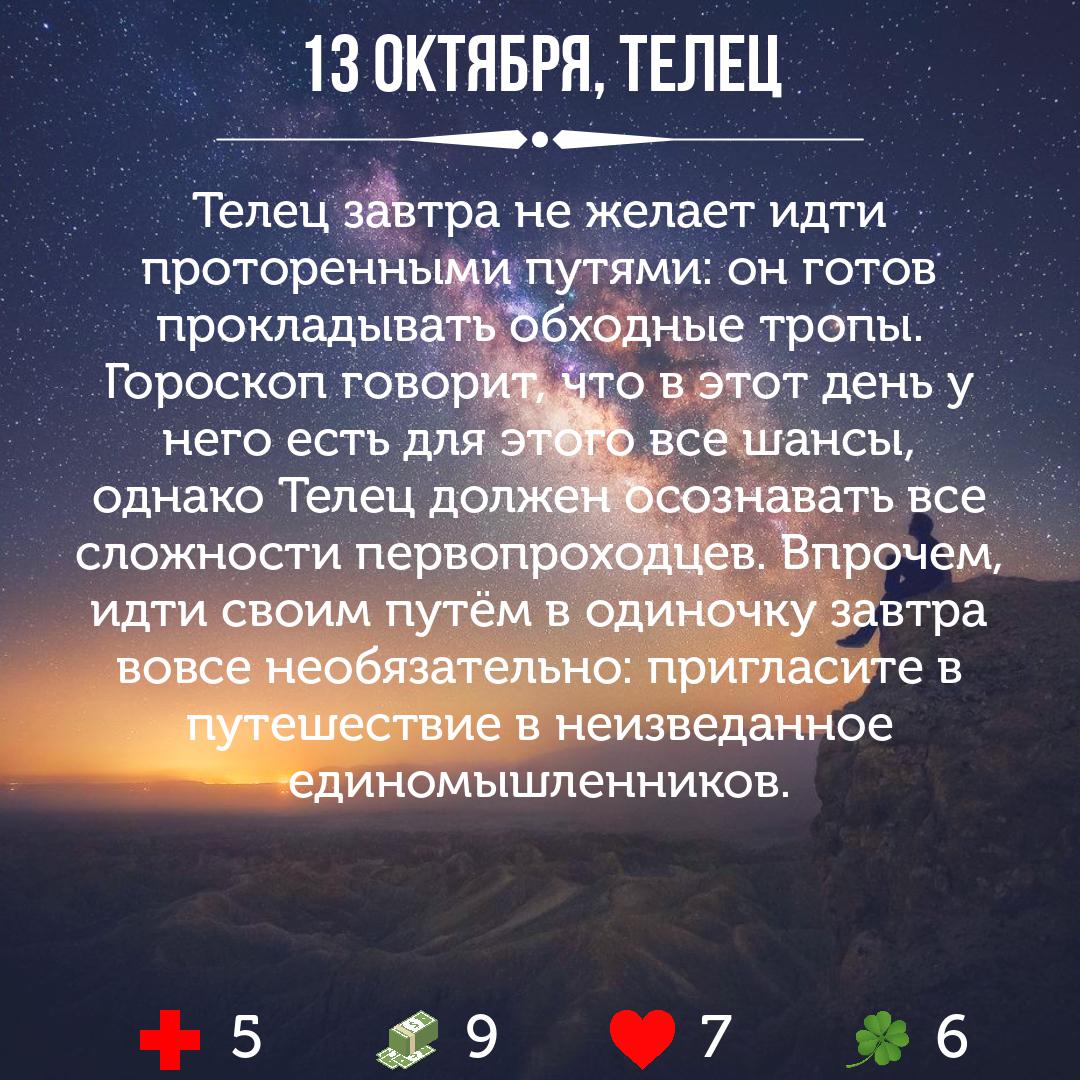 13 ОКТЯБРЯ, ТЕЛЕЦ
Телец завтра не желает идти
проторенными путями: он готов
прокладывать обходные тропы.
Гороскоп говорит, что в этот день у
него есть для этого все шансы,
однако Телец должен осознавать все
сложности первопроходцев. Впрочем,
идти своим путём в одиночку завтра
вовсе необязательно: пригласите в
путешествие в неизведанное
единомышленников.
5 9 7 6